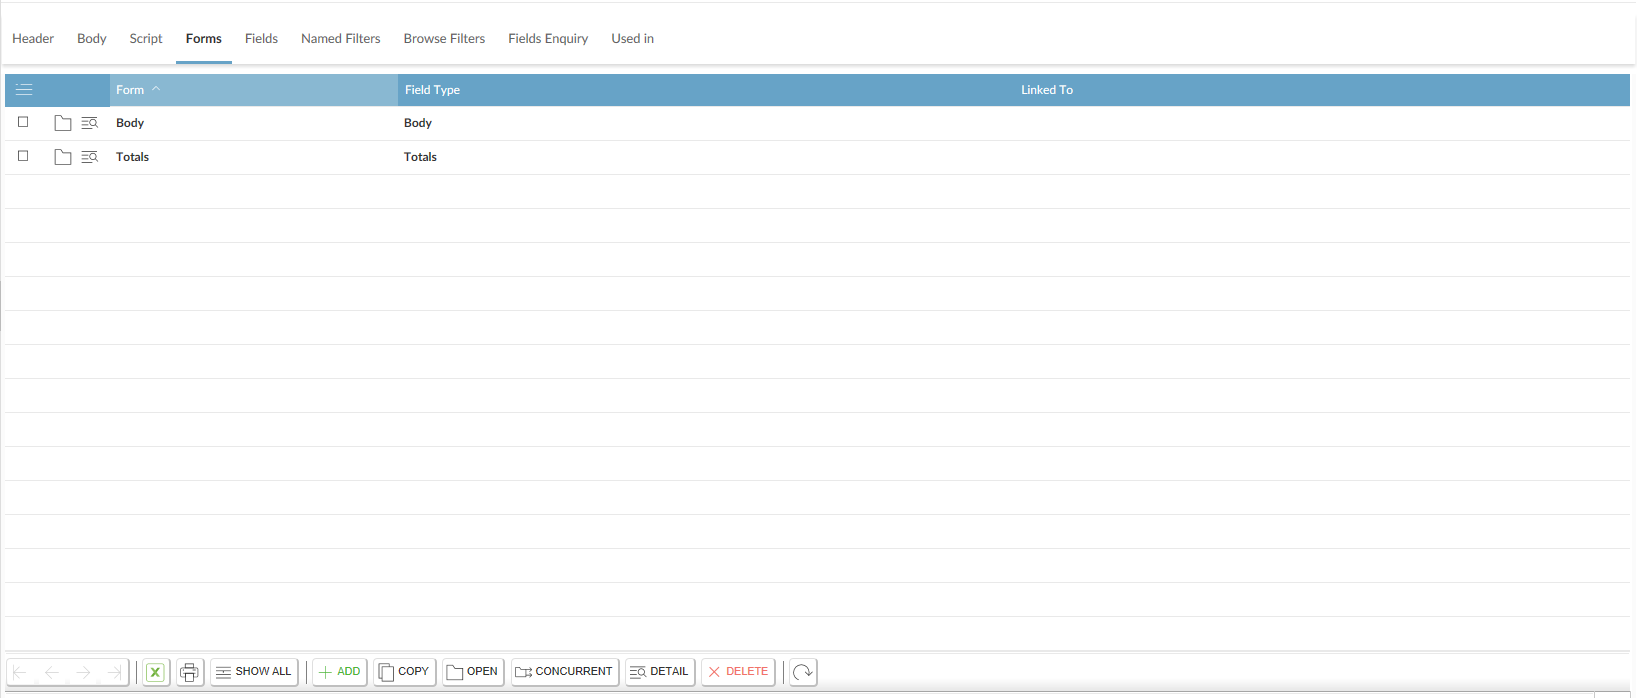 Header Body Script Forms Fields Named Filters Browse Filters Fields Enquiry Used in
Form Field Type Linked To
Body Body
Totals Totals
SHOW ALL ADD COPY OPEN CONCURRENT DETAIL DELETE